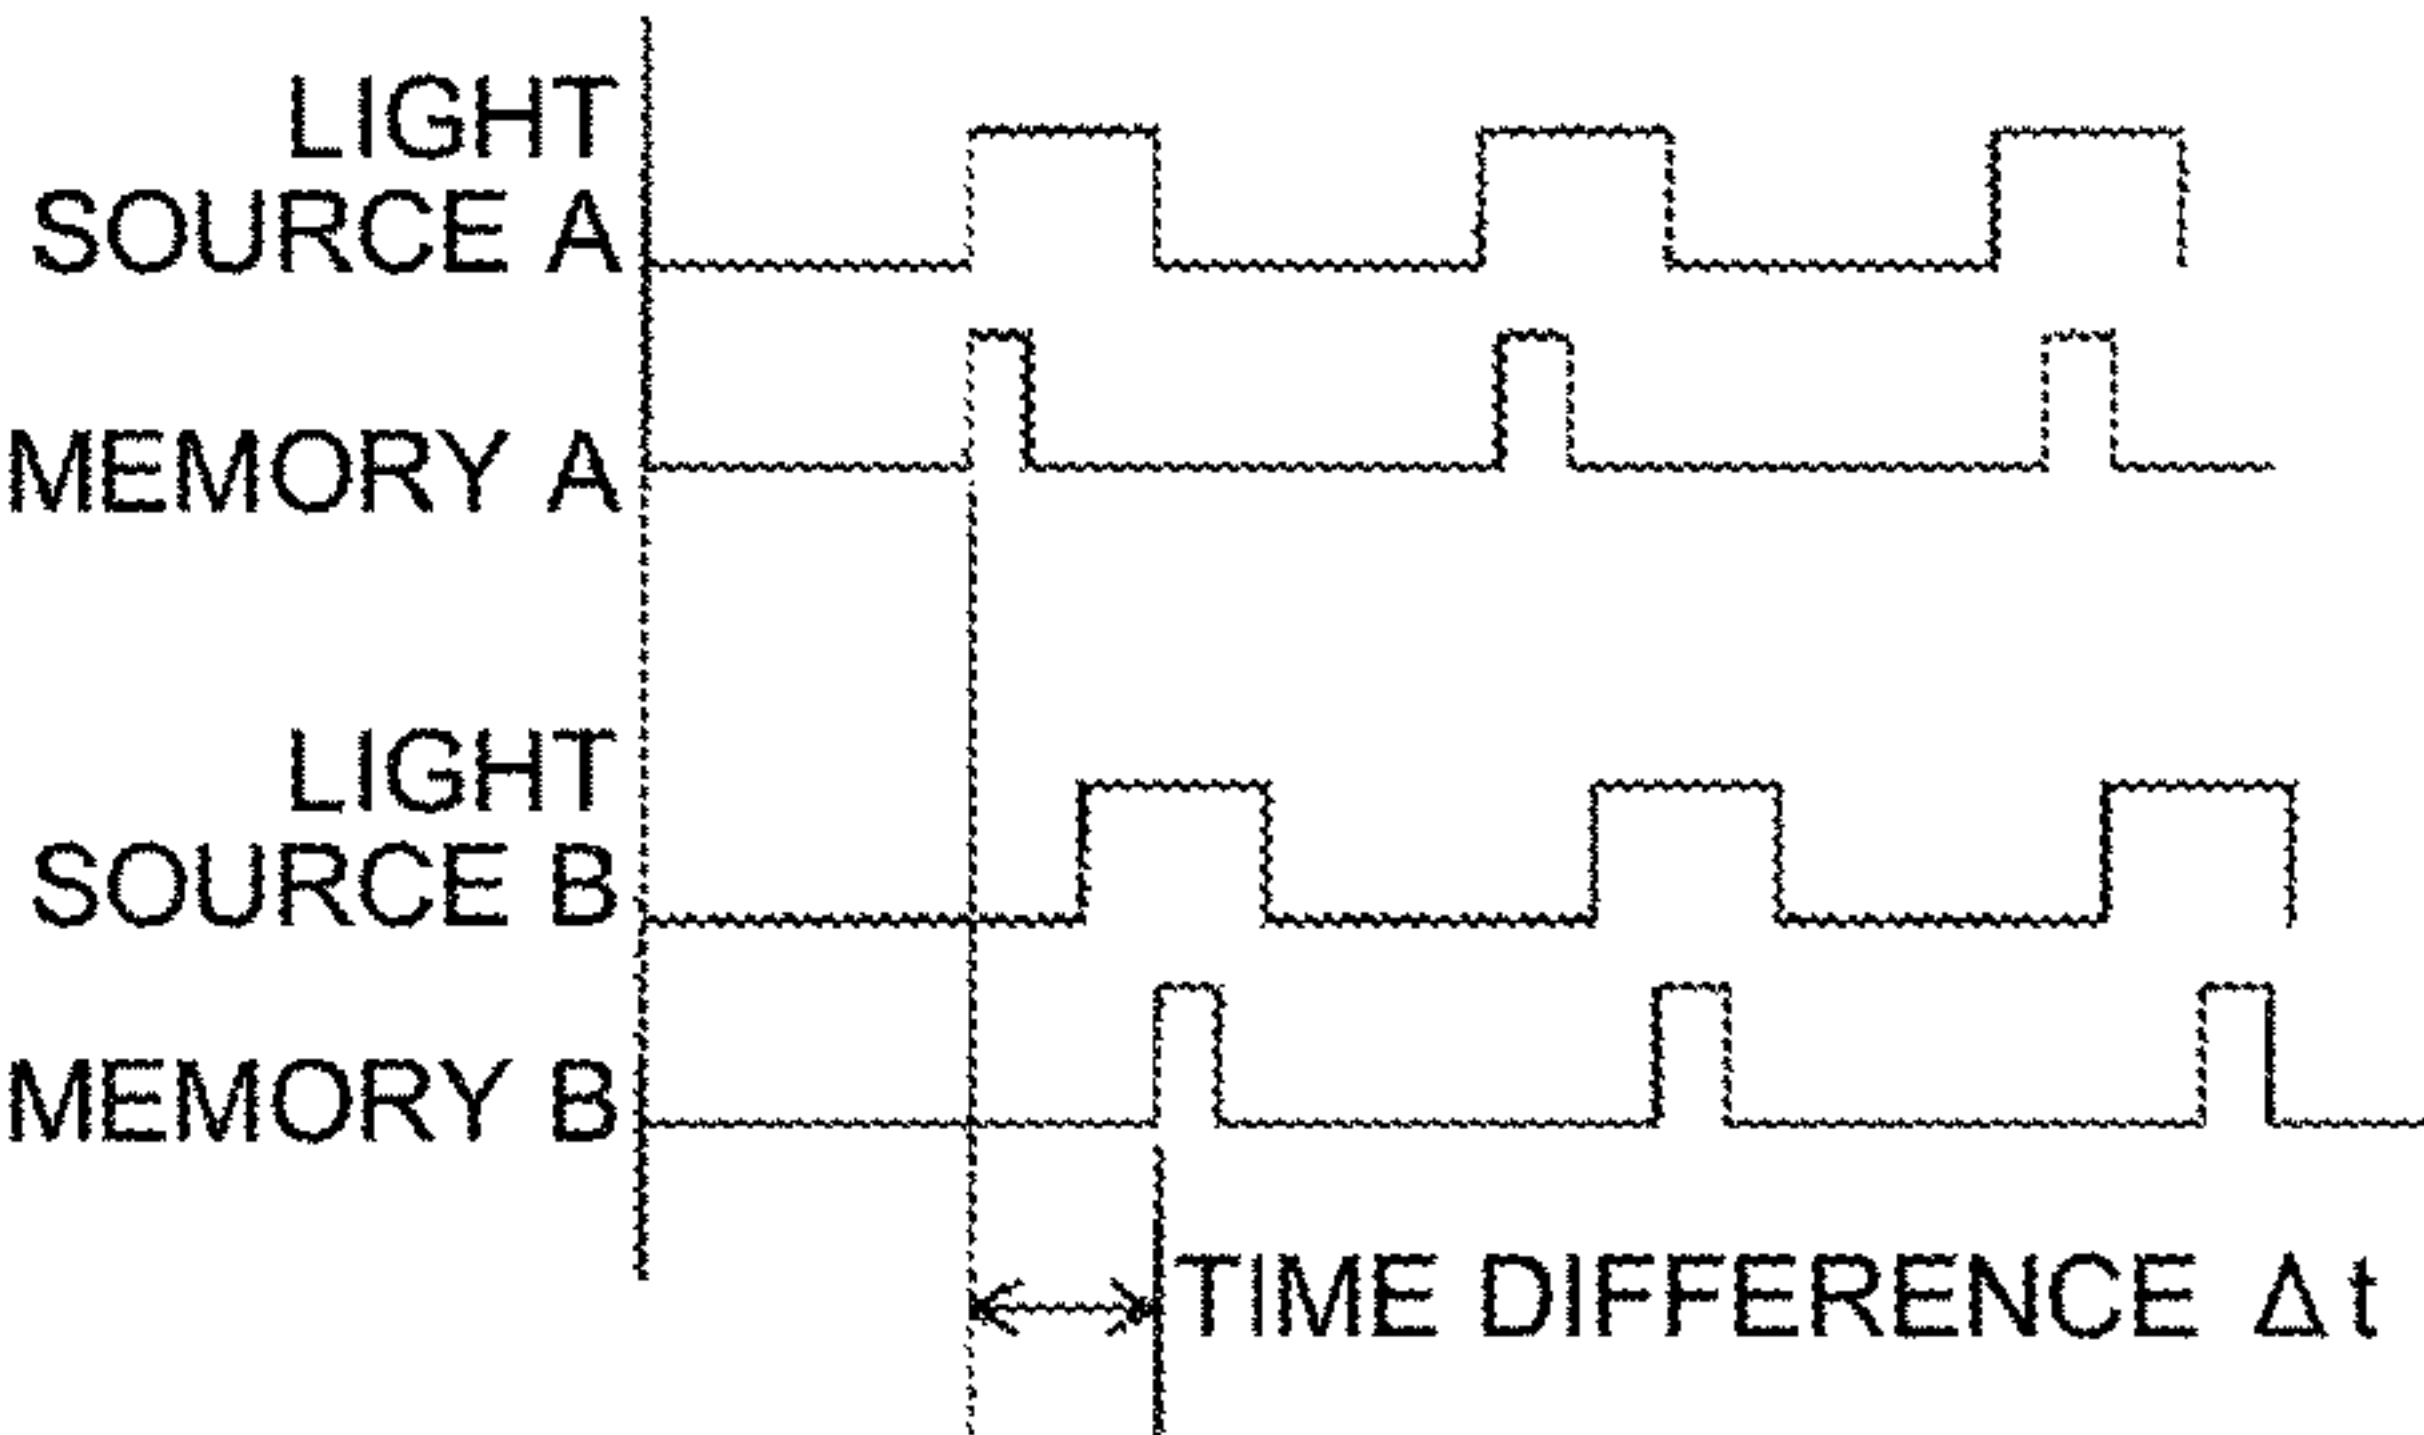 LIGHT
SOURCE A
MEMORY A
LIGHT
SOURCE B
MEMORY B
TIME DIFFERENCE Δt